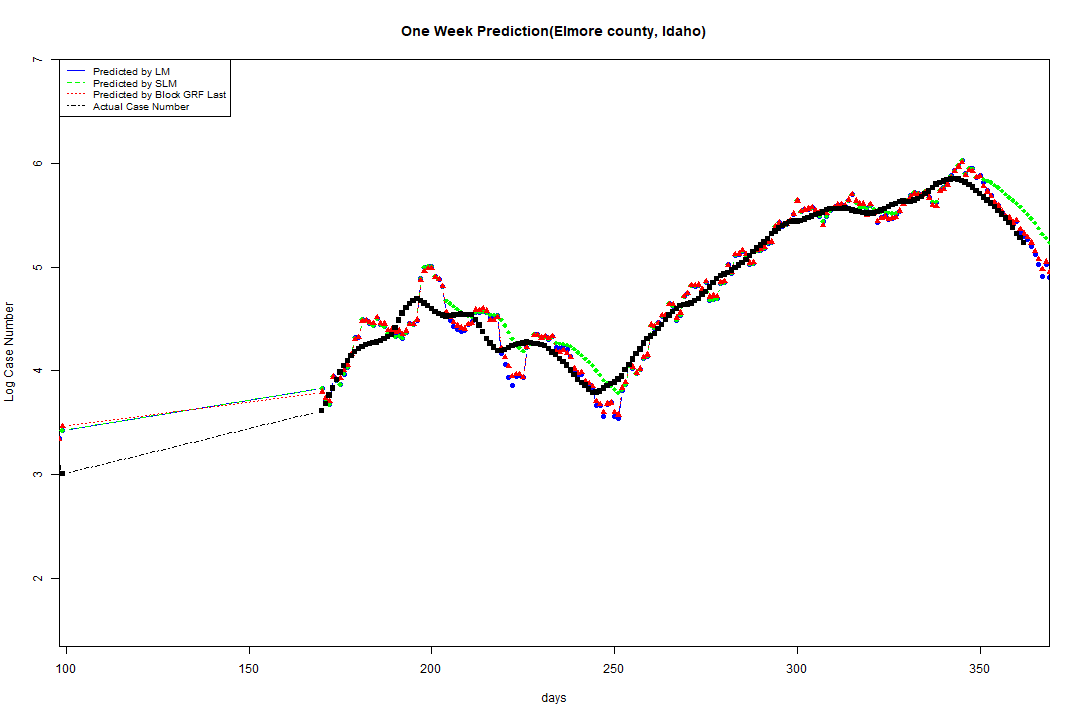 One Week Prediction(Elmore county, Idaho)
Predicted by LM
Predicted by SLM
Predicted by Block GRF Last
Actual Case Number
7
6
5
4
3
2
Log Case Number
100 150 200 250 300 350
days